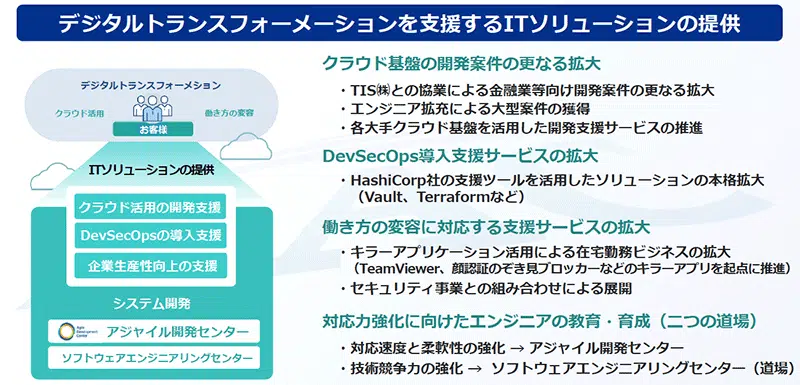 デジタルトランスフォーメーションを支援するITソリューションの提供
デジタルトランスフォーメーション
クラウド活用
働き方の変容
お客様
ITソリューションの提供
クラウド活用の開発支援
DevSecOpsの導入支援
企業生産性向上の支援
システム開発
Agile Development Center
アジャイル開発センター
ソフトウェアエンジニアリングセンター
クラウド基盤の開発案件の更なる拡大
・TIS㈱との協業による金融業等向け開発案件の更なる拡大
・エンジニア拡充による大型案件の獲得
・各大手クラウド基盤を活用した開発支援サービスの推進
DevSecOps導入支援サービスの拡大
・HashiCorp社の支援ツールを活用したソリューションの本格拡大
（Vault、Terraformなど）
働き方の変容に対応する支援サービスの拡大
・キラーアプリケーション活用による在宅勤務ビジネスの拡大
（TeamViewer、顔認証のぞき見ブロッカーなどのキラーアプリを起点に推進）
・セキュリティ事業との組み合わせによる展開
対応力強化に向けたエンジニアの教育・育成（二つの道場）
・対応速度と柔軟性の強化 → アジャイル開発センター
・技術競争力の強化 → ソフトウェアエンジニアリングセンター（道場）